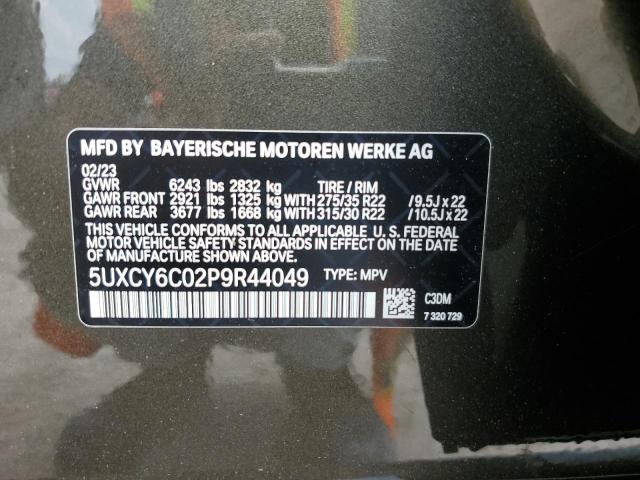 MFD BY BAYERISCHE MOTOREN WERKE AG
02/23
GVWR 6243 lbs 2832 kg TIRE / RIM
GAWR FRONT 2921 lbs 1325 kg WITH 275/35 R22 /9.5J x 22
GAWR REAR 3677 lbs 1668 kg WITH 315/30 R22 /10.5J x 22
THIS VEHICLE CONFORMS TO ALL APPLICABLE U.S. FEDERAL
MOTOR VEHICLE SAFETY AND THEFT PREVENTION STANDARDS
IN EFFECT ON THE DATE OF MANUFACTURE SHOWN ABOVE.
5UXCY6C02P9R44049 TYPE: MPV
C3DM
7 320 729